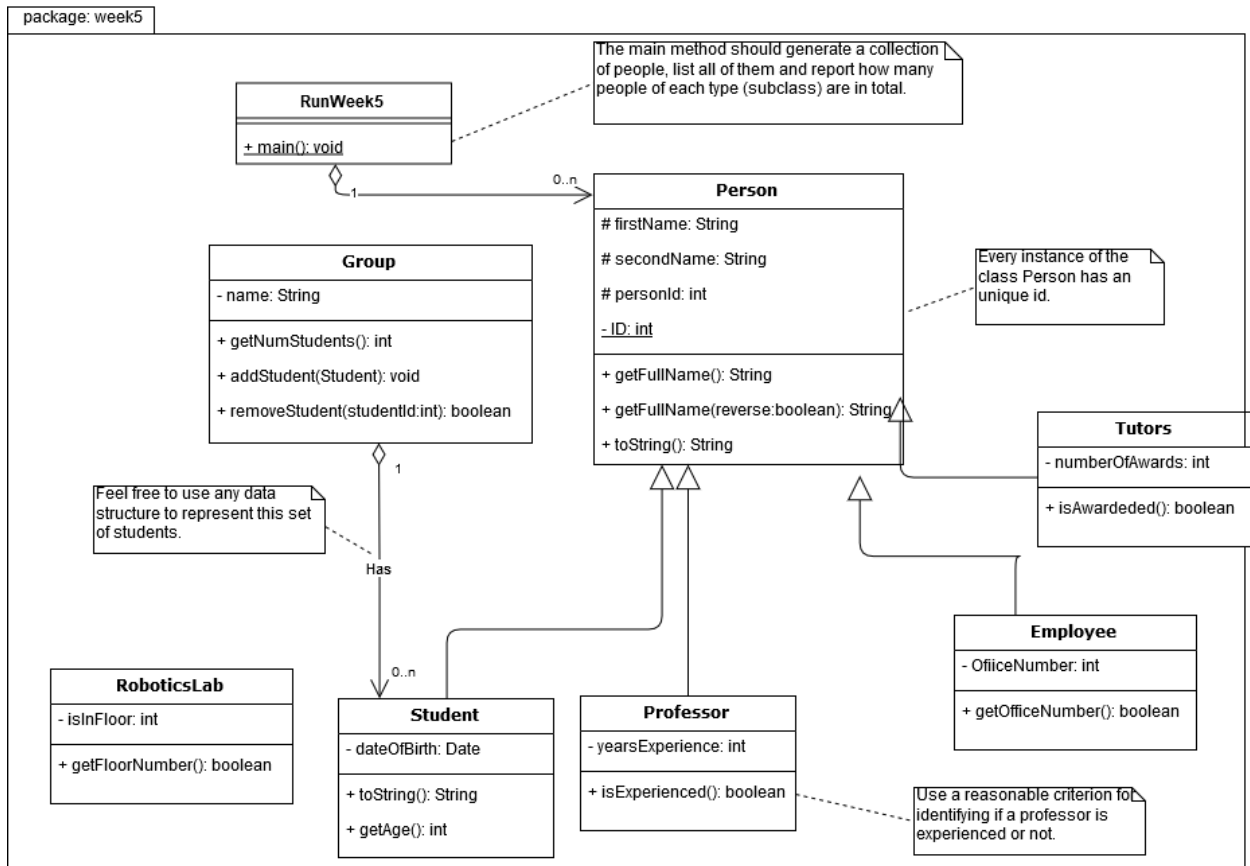 package: week5
The main method should generate a collection
of people, list all of them and report how many
people of each type (subclass) are in total.
RunWeek5
+ main(): void
1
0..n
Person
# firstName: String
# secondName: String
# personId: int
- ID: int
+ getFullName(): String
+ getFullName(reverse:boolean): String
+ toString(): String
Every instance of the
class Person has an
unique id.
Group
- name: String
+ getNumStudents(): int
+ addStudent(Student): void
+ removeStudent(studentId:int): boolean
1
Tutors
- numberOfAwards: int
+ isAwardeded(): boolean
Feel free to use any data
structure to represent this set
of students.
Has
0..n
Employee
- OfiiceNumber: int
+ getOfficeNumber(): boolean
RoboticsLab
- isInFloor: int
+ getFloorNumber(): boolean
Student
- dateOfBirth: Date
+ toString(): String
+ getAge(): int
Professor
- yearsExperience: int
+ isExperienced(): boolean
Use a reasonable criterion for
identifying if a professor is
experienced or not.